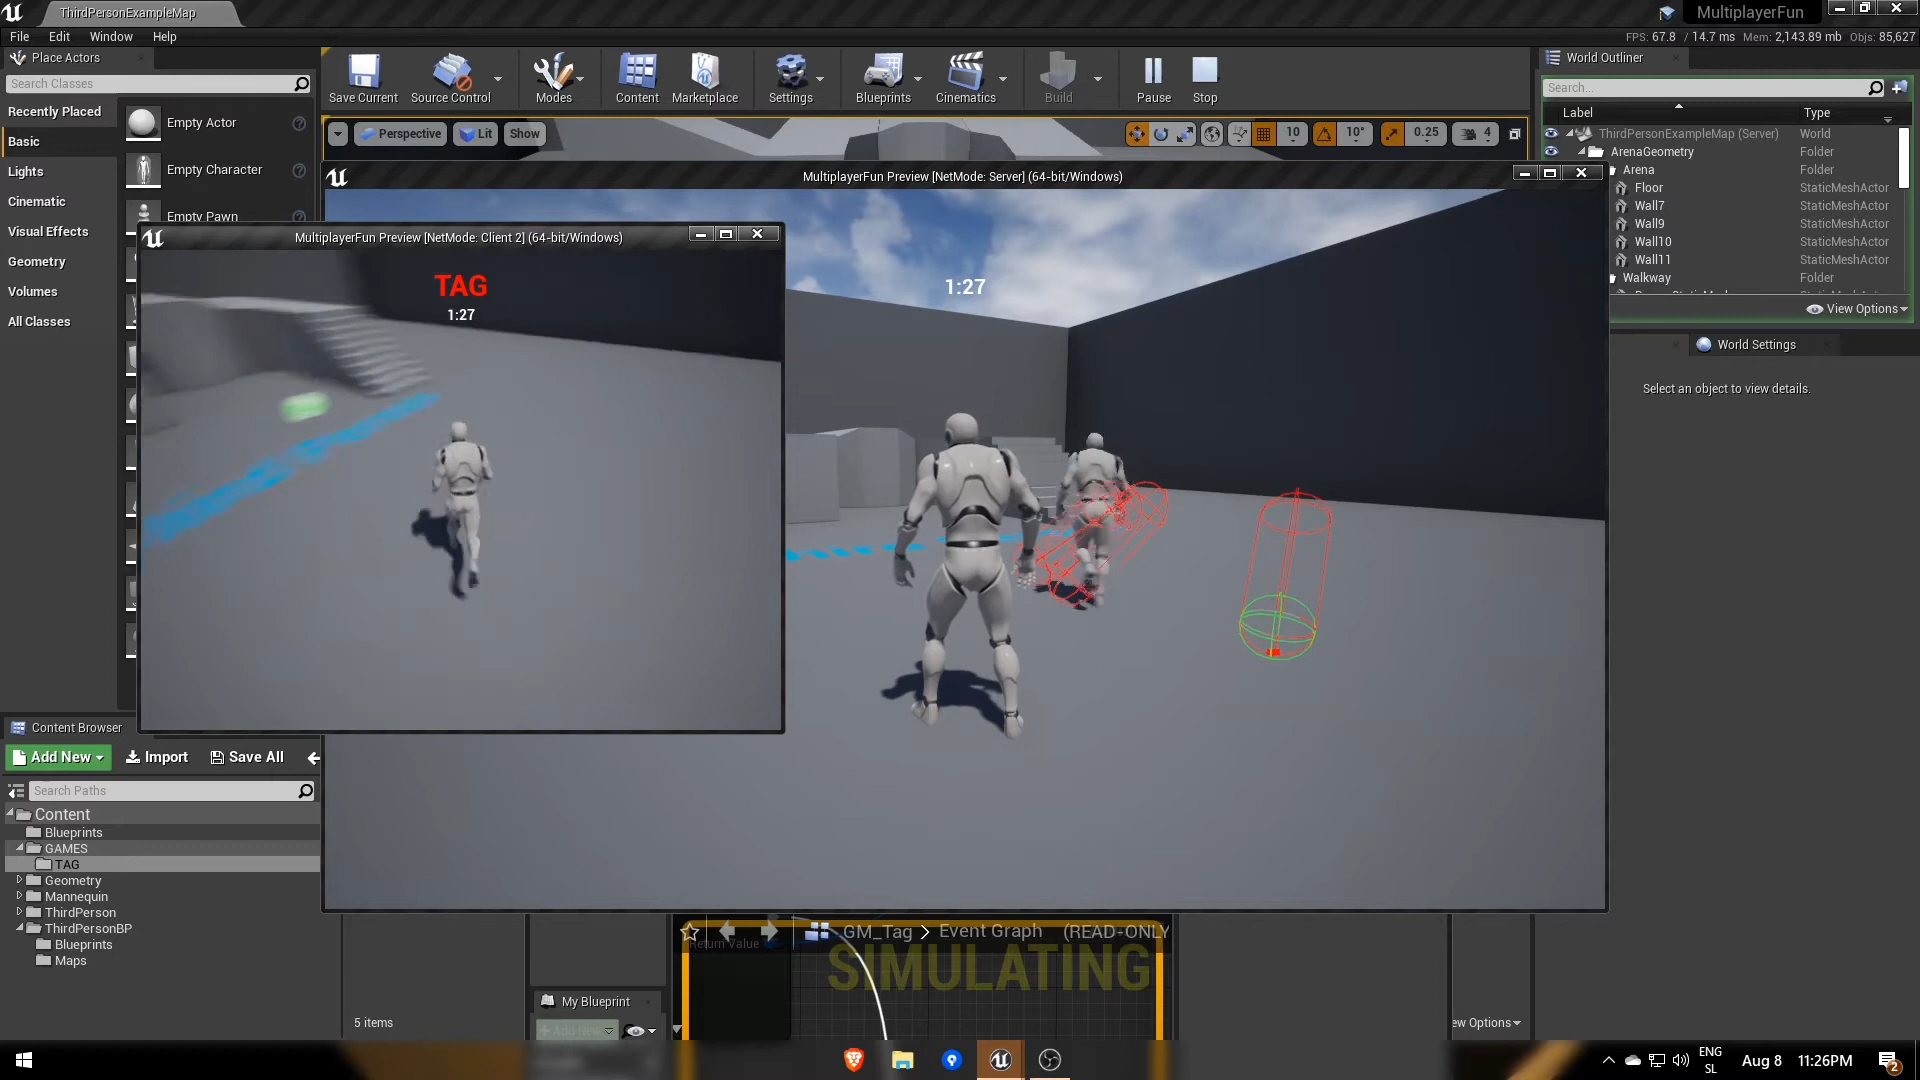 ThirdPersonExampleMap
MultiplayerFun
File Edit Window Help
FPS: 67.8 / 14.7 ms Mem: 2,143.89 mb Objs: 85,627
Place Actors
Search Classes
Recently Placed
Basic
Lights
Cinematic
Visual Effects
Geometry
Volumes
All Classes
Empty Actor
Empty Character
Empty Pawn
Save Current
Source Control
Modes
Content
Marketplace
Settings
Blueprints
Cinematics
Build
Pause
Stop
Perspective
Lit
Show
10
10°
0.25
4
World Outliner
Search...
Label Type
ThirdPersonExampleMap (Server) World
ArenaGeometry Folder
Arena Folder
Floor StaticMeshActor
Wall7 StaticMeshActor
Wall9 StaticMeshActor
Wall10 StaticMeshActor
Wall11 StaticMeshActor
Walkway Folder
View Options
World Settings
Select an object to view details.
MultiplayerFun Preview [NetMode: Server] (64-bit/Windows)
1:27
MultiplayerFun Preview [NetMode: Client 2] (64-bit/Windows)
TAG
1:27
Content Browser
Add New Import Save All
Search Paths
Content
Blueprints
GAMES
TAG
Geometry
Mannequin
ThirdPerson
ThirdPersonBP
Blueprints
Maps
5 items
My Blueprint
Add New
GM_Tag > Event Graph (READ-ONLY
Return Value
SIMULATING
ew Options
ENG
SL
Aug 8 11:26PM
2